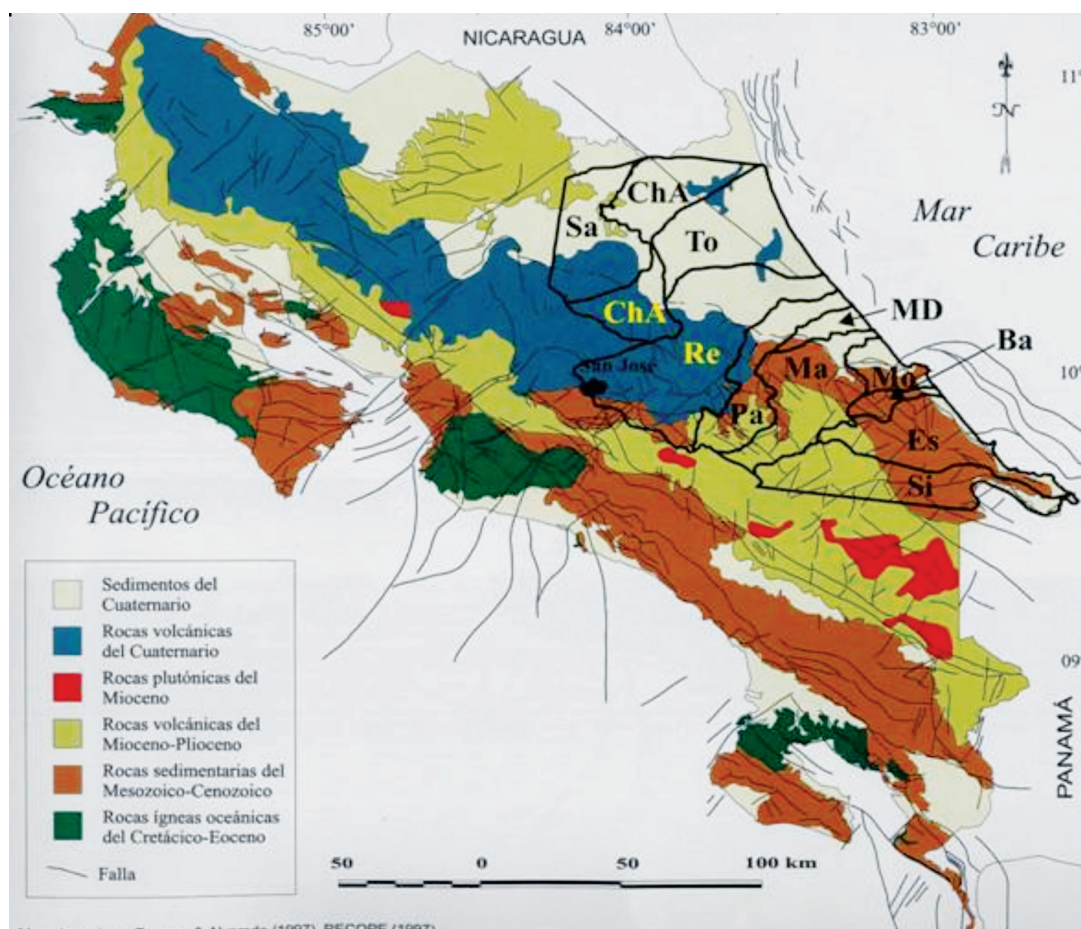 85°00'
84°00'
83°00'
NICARAGUA
11°
N
Mar
Caribe
ChA
Sa
To
MD
ChA
Re
Ba
San José
10°
Ma
Mo
Pa
Es
Si
Océano
Pacífico
09°
PANAMÁ
Sedimentos del
Cuaternario
Rocas volcánicas
del Cuaternario
Rocas plutónicas del
Mioceno
Rocas volcánicas del
Mioceno-Plioceno
Rocas sedimentarias del
Mesozoico-Cenozoico
Rocas ígneas oceánicas
del Cretácico-Eoceno
Falla
50 0 50 100 km
(1997), RECOPE (1997)